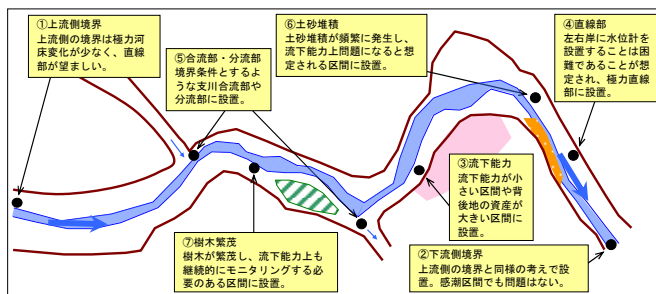 ①上流側境界
上流側の境界は極力河
床変化が少なく、直線
部が望ましい。
⑤合流部・分流部
境界条件とするよう
な支川合流部や
分流部に設置。
⑥土砂堆積
土砂堆積が頻繁に発生し、
流下能力上問題になると想
定される区間に設置。
④直線部
左右岸に水位計を
設置することは困
難であることが想
定され、極力直線
部に設置。
③流下能力
流下能力が小
さい区間や背
後地の資産が
大きい区間に
設置。
⑦樹木繁茂
樹木が繁茂し、流下能力上も
継続的にモニタリングする必
要のある区間に設置。
②下流側境界
上流側の境界と同様の考えで設
置。感潮区間でも問題はない。